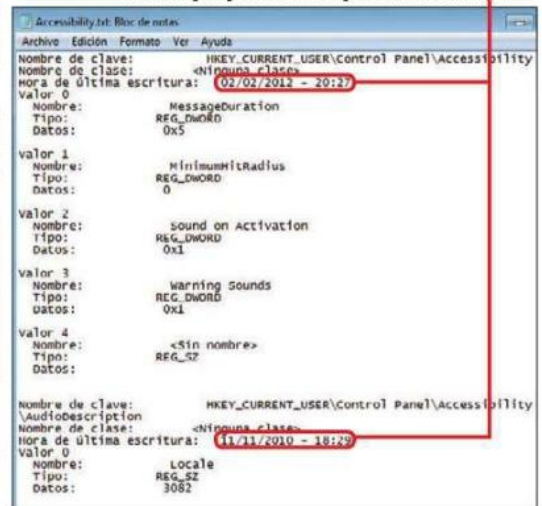 Accessibility.txt: Bloc de notas
Archivo Edición Formato Ver Ayuda
Nombre de clave: HKEY_CURRENT_USER\Control Panel\Accessibility
Nombre de clase: <Ninguna clase>
Hora de última escritura: 02/02/2012 - 20:27
Valor 0
Nombre: MessageDuration
Tipo: REG_DWORD
Datos: 0x5
Valor 1
Nombre: MinimumHitRadius
Tipo: REG_DWORD
Datos: 0
Valor 2
Nombre: Sound on Activation
Tipo: REG_DWORD
Datos: 0x1
Valor 3
Nombre: Warning Sounds
Tipo: REG_DWORD
Datos: 0x1
Valor 4
Nombre: <Sin nombre>
Tipo: REG_SZ
Datos:
Nombre de clave: HKEY_CURRENT_USER\Control Panel\Accessibility
\AudioDescription
Nombre de clase: <Ninguna clase>
Hora de última escritura: 11/11/2010 - 18:29
Valor 0
Nombre: Locale
Tipo: REG_SZ
Datos: 3082